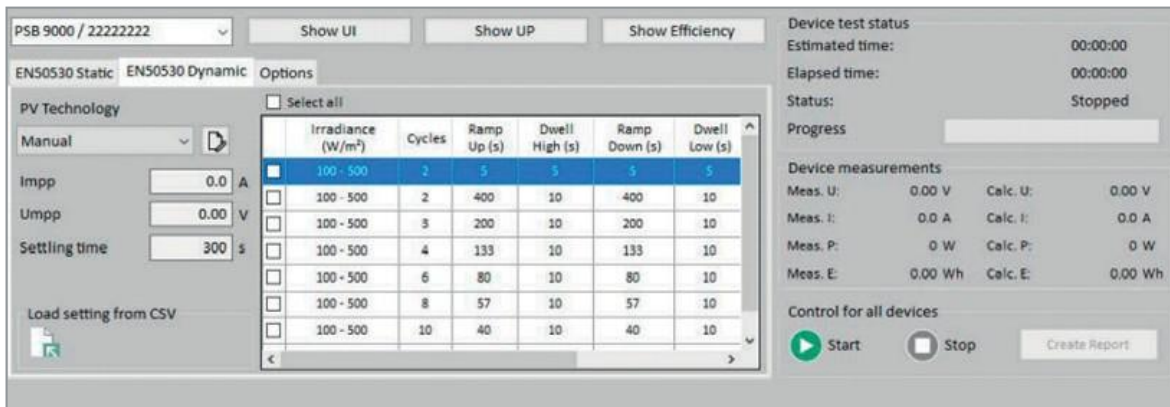 PSB 9000 / 22222222
Show UI
Show UP
Show Efficiency
EN50530 Static
EN50530 Dynamic
Options
PV Technology
Manual
Impp 0.0 A
Umpp 0.00 V
Settling time 300 s
Load setting from CSV
Select all
Irradiance (W/m²) Cycles Ramp Up (s) Dwell High (s) Ramp Down (s) Dwell Low (s)
100 - 500 2 5 5 5 5
100 - 500 2 400 10 400 10
100 - 500 3 200 10 200 10
100 - 500 4 133 10 133 10
100 - 500 6 80 10 80 10
100 - 500 8 57 10 57 10
100 - 500 10 40 10 40 10
Device test status
Estimated time: 00:00:00
Elapsed time: 00:00:00
Status: Stopped
Progress
Device measurements
Meas. U: 0.00 V Calc. U: 0.00 V
Meas. I: 0.0 A Calc. I: 0.0 A
Meas. P: 0 W Calc. P: 0 W
Meas. E: 0.00 Wh Calc. E: 0.00 Wh
Control for all devices
Start
Stop
Create Report